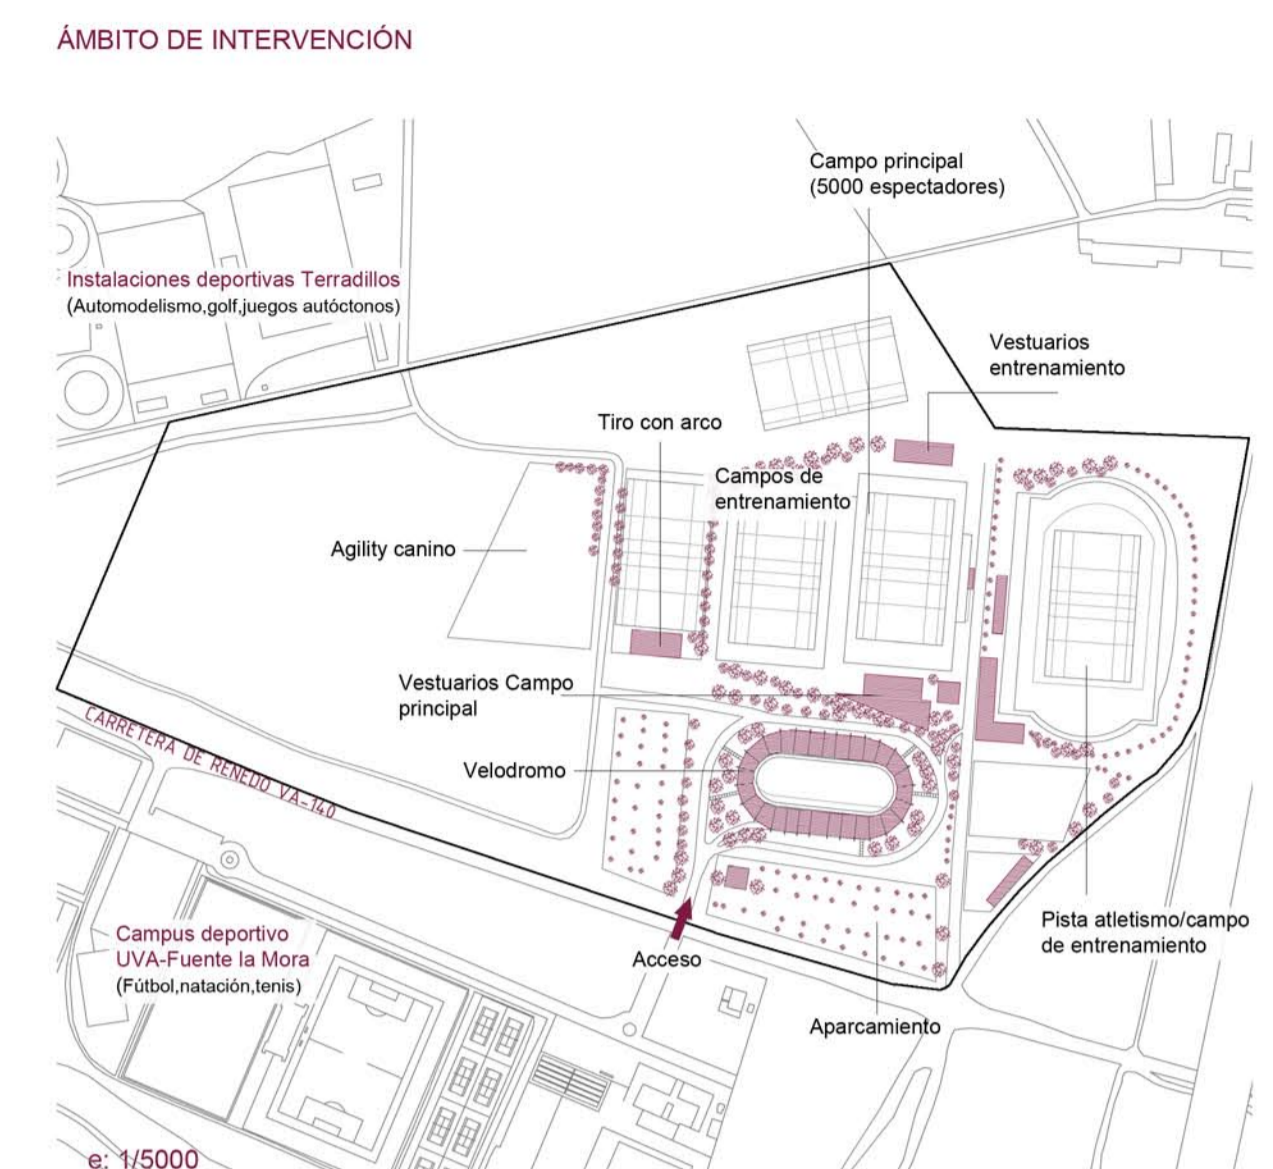 ÁMBITO DE INTERVENCIÓN
Campo principal
(5000 espectadores)
Instalaciones deportivas Terradillos
(Automodelismo,golf,juegos autóctonos)
Vestuarios
entrenamiento
Tiro con arco
Campos de
entrenamiento
Agility canino
Vestuarios Campo
principal
CARRETERA DE RENEDO VA-140
Velodromo
Campus deportivo
UVA-Fuente la Mora
(Fútbol,natación,tenis)
Acceso
Pista atletismo/campo
de entrenamiento
Aparcamiento
e: 1/5000